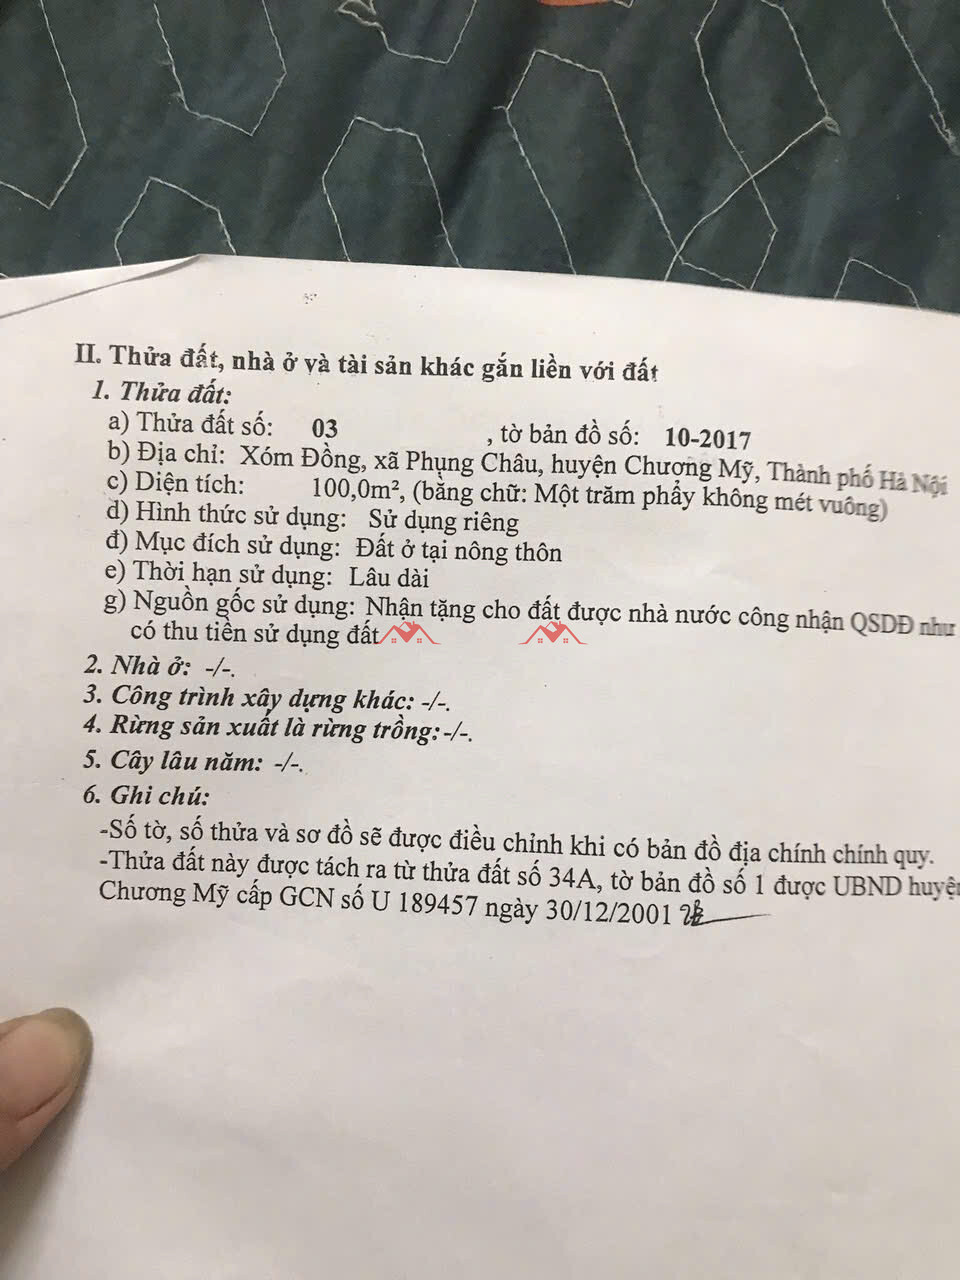 II. Thửa đất, nhà ở và tài sản khác gắn liền với đất
1. Thửa đất:
a) Thửa đất số: 03 , tờ bản đồ số: 10-2017
b) Địa chỉ: Xóm Đồng, xã Phụng Châu, huyện Chương Mỹ, Thành phố Hà Nội
c) Diện tích: 100,0m², (bằng chữ: Một trăm phẩy không mét vuông)
d) Hình thức sử dụng: Sử dụng riêng
đ) Mục đích sử dụng: Đất ở tại nông thôn
e) Thời hạn sử dụng: Lâu dài
g) Nguồn gốc sử dụng: Nhận tặng cho đất được nhà nước công nhận QSDĐ như
có thu tiền sử dụng đất
2. Nhà ở: -/-.
3. Công trình xây dựng khác: -/-.
4. Rừng sản xuất là rừng trồng: -/-.
5. Cây lâu năm: -/-.
6. Ghi chú:
-Số tờ, số thửa và sơ đồ sẽ được điều chỉnh khi có bản đồ địa chính chính quy.
-Thửa đất này được tách ra từ thửa đất số 34A, tờ bản đồ số 1 được UBND huyện
Chương Mỹ cấp GCN số U 189457 ngày 30/12/2001